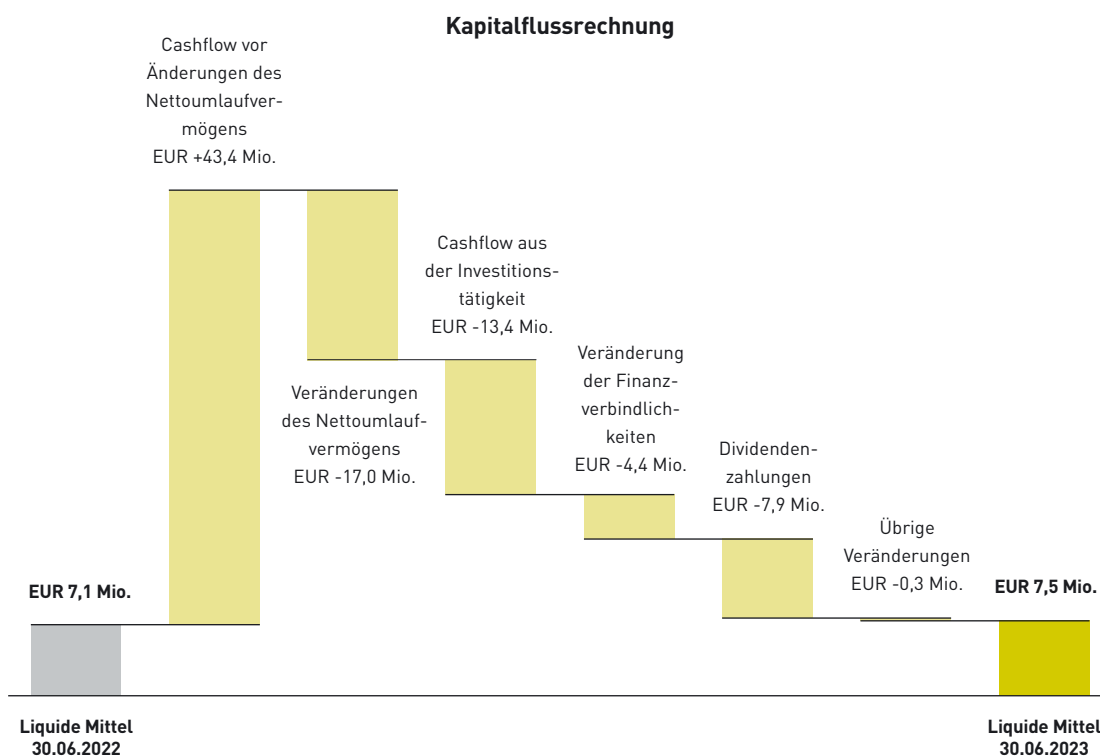 Kapitalflussrechnung
Cashflow vor
Änderungen des
Nettoumlaufver-
mögens
EUR +43,4 Mio.
Veränderungen
des Nettoumlauf-
vermögens
EUR -17,0 Mio.
Cashflow aus
der Investitions-
tätigkeit
EUR -13,4 Mio.
Veränderung
der Finanz-
verbindlich-
keiten
EUR -4,4 Mio.
Dividenden-
zahlungen
EUR -7,9 Mio.
Übrige
Veränderungen
EUR -0,3 Mio.
EUR 7,1 Mio.
EUR 7,5 Mio.
Liquide Mittel
30.06.2022
Liquide Mittel
30.06.2023